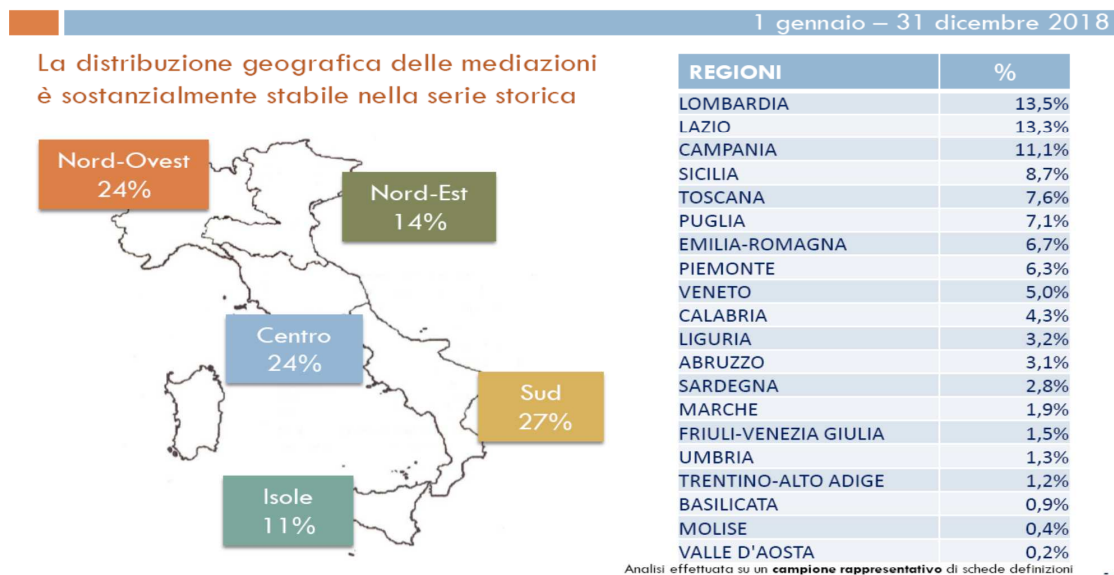 1 gennaio – 31 dicembre 2018
La distribuzione geografica delle mediazioni
è sostanzialmente stabile nella serie storica
Nord-Ovest
24%
Nord-Est
14%
Centro
24%
Sud
27%
Isole
11%
REGIONI %
LOMBARDIA 13,5%
LAZIO 13,3%
CAMPANIA 11,1%
SICILIA 8,7%
TOSCANA 7,6%
PUGLIA 7,1%
EMILIA-ROMAGNA 6,7%
PIEMONTE 6,3%
VENETO 5,0%
CALABRIA 4,3%
LIGURIA 3,2%
ABRUZZO 3,1%
SARDEGNA 2,8%
MARCHE 1,9%
FRIULI-VENEZIA GIULIA 1,5%
UMBRIA 1,3%
TRENTINO-ALTO ADIGE 1,2%
BASILICATA 0,9%
MOLISE 0,4%
VALLE D'AOSTA 0,2%
Analisi effettuata su un campione rappresentativo di schede definizioni